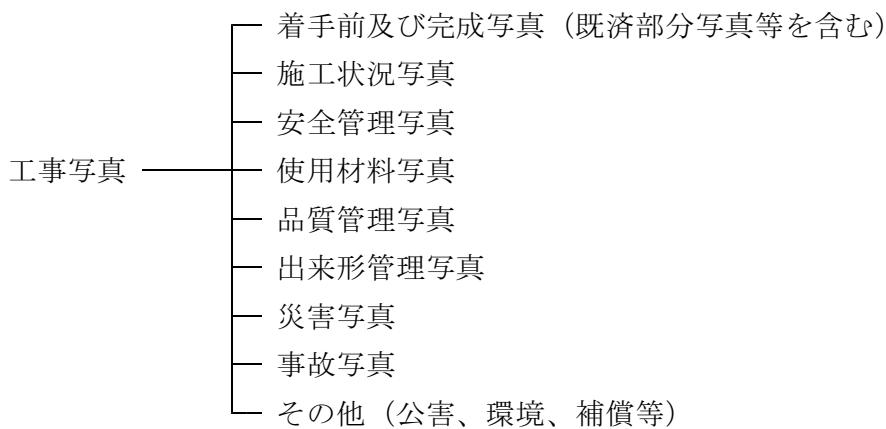 着手前及び完成写真（既済部分写真等を含む）
施工状況写真
安全管理写真
工事写真
使用材料写真
品質管理写真
出来形管理写真
災害写真
事故写真
その他（公害、環境、補償等）